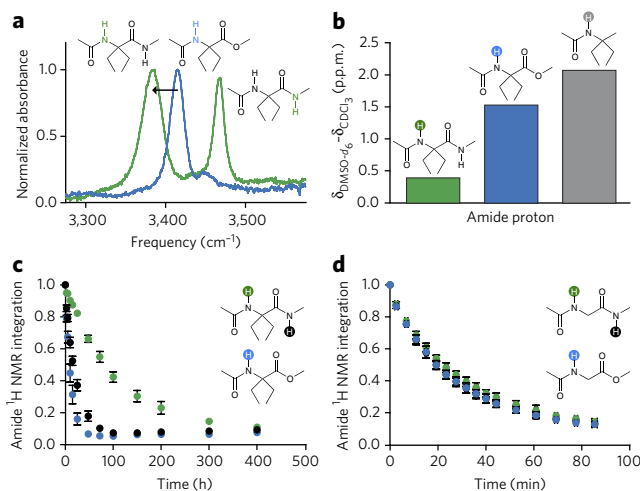 a
H
N
O
O
N
H
H
N
O
O
O
H
N
O
O
N
H
Normalized absorbance
1.0
0.5
0
3,300
3,400
3,500
Frequency (cm⁻¹)
b
H
N
O
H
N
O
O
O
H
N
O
O
N
H
δDMSO-d6-δCDCl3 (p.p.m.)
2.5
2.0
1.5
1.0
0.5
0.0
Amide proton
c
H
N
O
O
N
H
H
N
O
O
O
Amide ¹H NMR integration
1.0
0.8
0.6
0.4
0.2
0.0
0
100
200
300
400
500
Time (h)
d
H
N
O
O
N
H
H
N
O
O
O
Amide ¹H NMR integration
1.0
0.8
0.6
0.4
0.2
0.0
0
20
40
60
80
100
Time (min)